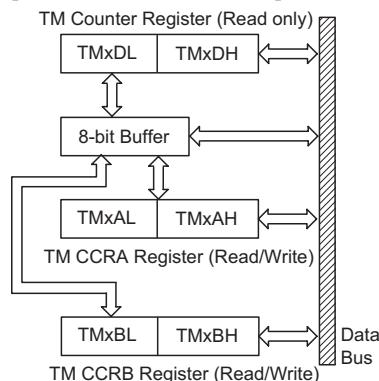 TM Counter Register (Read only)
TMxDL TMxDH
8-bit Buffer
TMxAL TMxAH
TM CCRA Register (Read/Write)
TMxBL TMxBH
Data
Bus
TM CCRB Register (Read/Write)